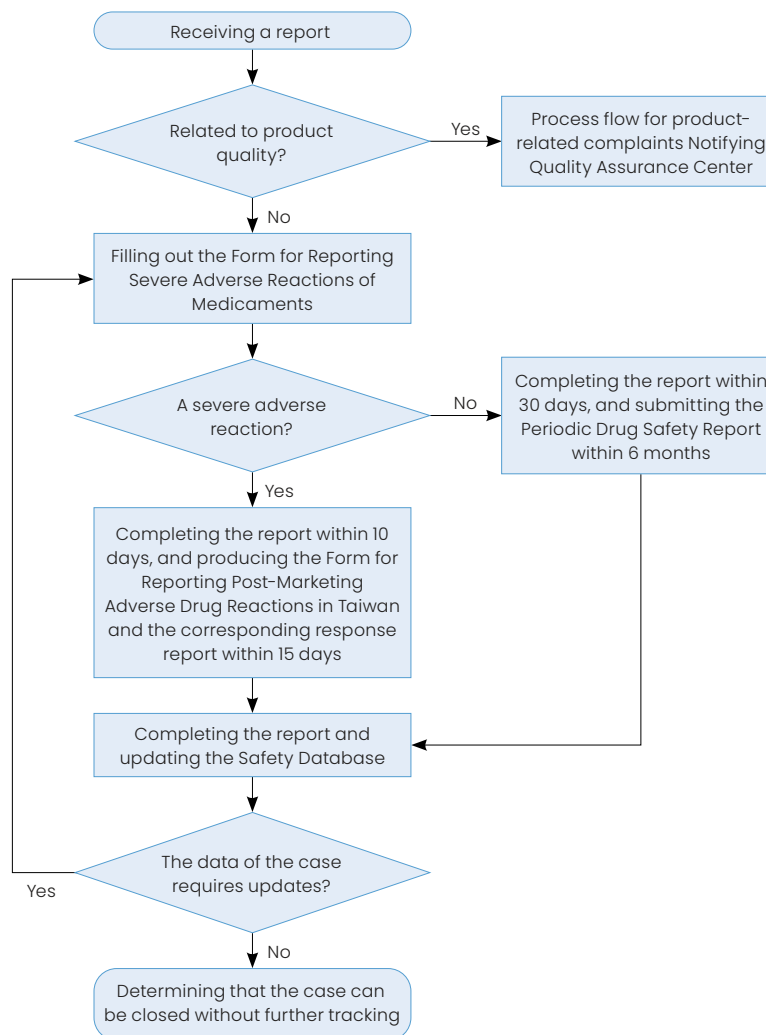 Receiving a report
Related to product
quality?
Yes
Process flow for product-
related complaints Notifying
Quality Assurance Center
No
Filling out the Form for Reporting
Severe Adverse Reactions of
Medicaments
A severe adverse
reaction?
No
Completing the report within
30 days, and submitting the
Periodic Drug Safety Report
within 6 months
Yes
Completing the report within 10
days, and producing the Form for
Reporting Post-Marketing
Adverse Drug Reactions in Taiwan
and the corresponding response
report within 15 days
Completing the report and
updating the Safety Database
The data of the case
requires updates?
Yes
No
Determining that the case can
be closed without further tracking